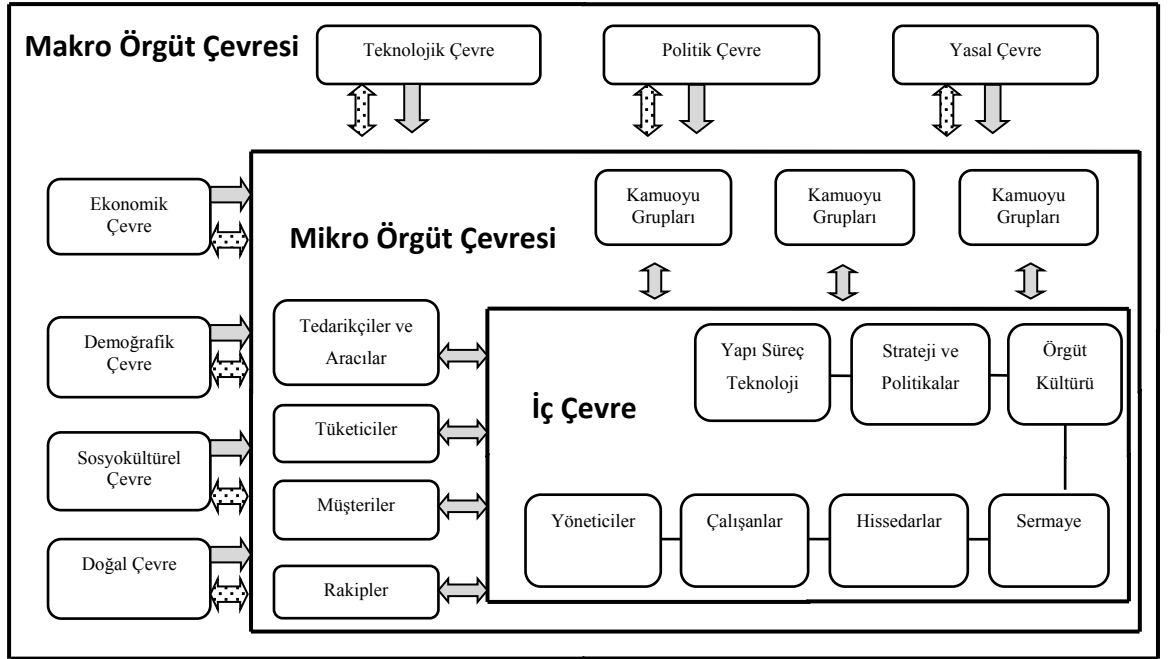 Makro Örgüt Çevresi
Teknolojik Çevre
Politik Çevre
Yasal Çevre
Ekonomik
Çevre
Demoğrafik
Çevre
Sosyokültürel
Çevre
Doğal Çevre
Mikro Örgüt Çevresi
Kamuoyu
Grupları
Kamuoyu
Grupları
Kamuoyu
Grupları
Tedarikçiler ve
Aracılar
Tüketiciler
Müşteriler
Rakipler
İç Çevre
Yapı Süreç
Teknoloji
Strateji ve
Politikalar
Örgüt
Kültürü
Yöneticiler
Çalışanlar
Hissedarlar
Sermaye